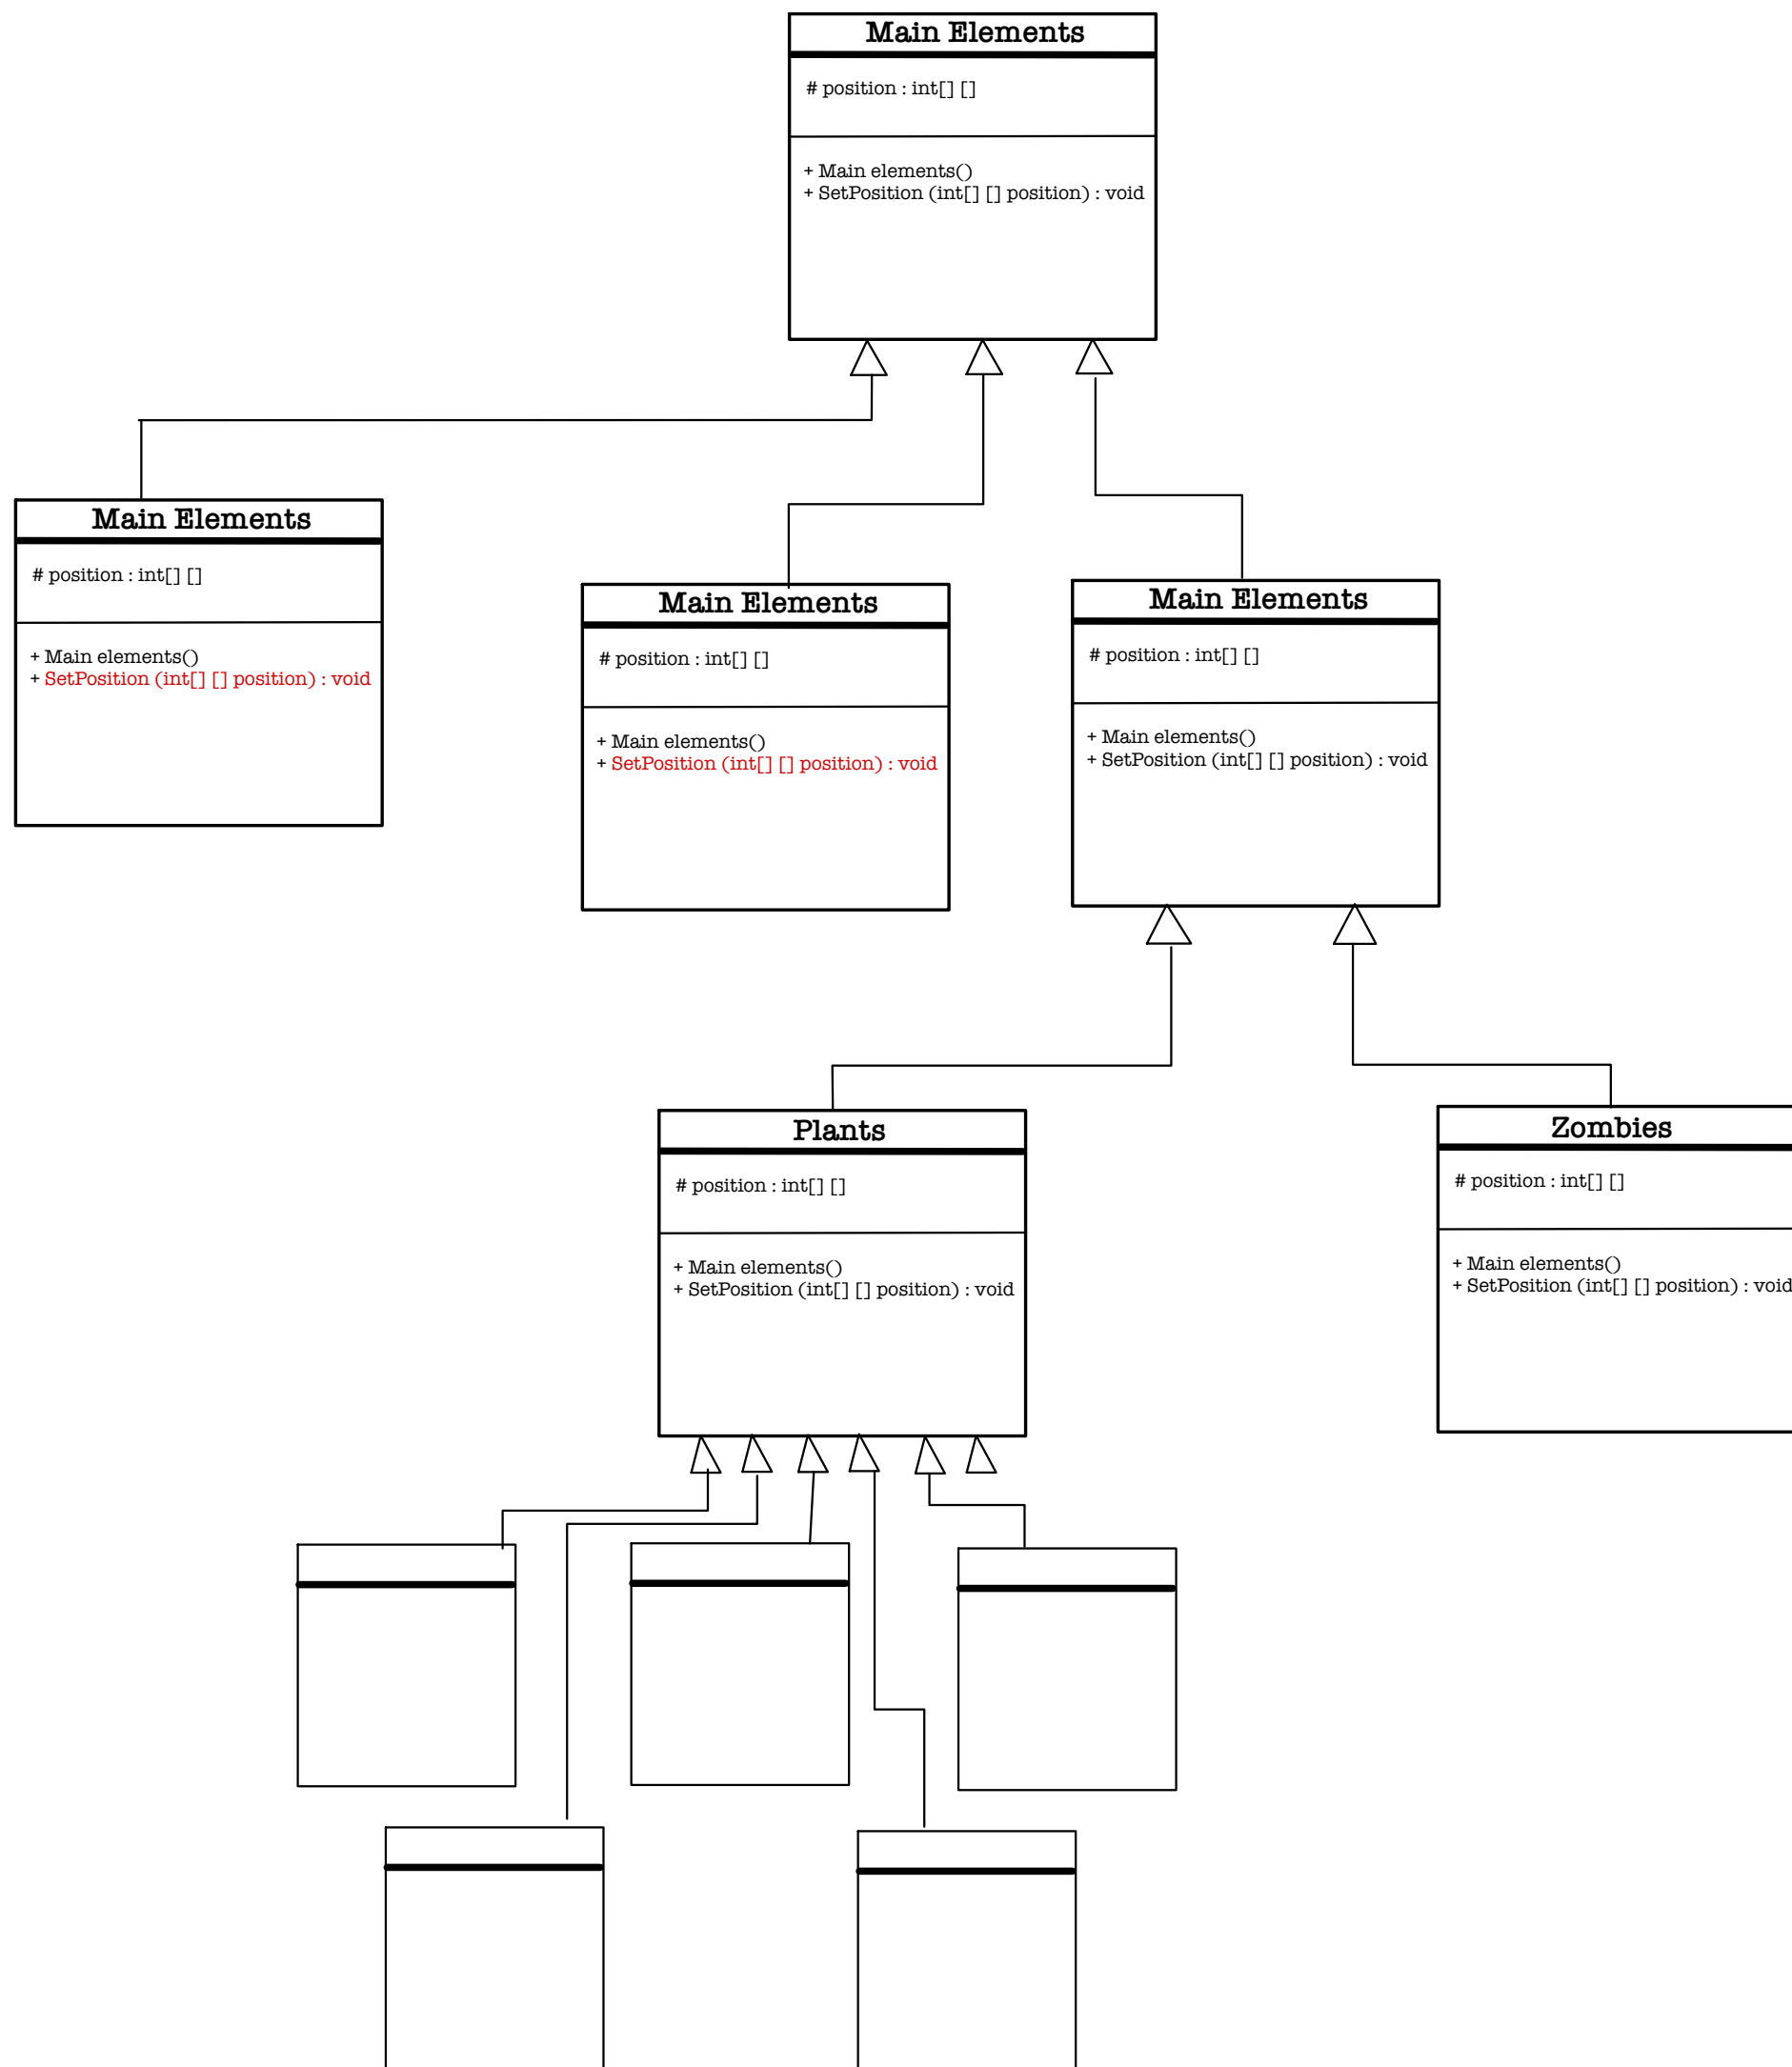 Main Elements
# position : int[] []
+ Main elements()
+ SetPosition (int[] [] position) : void
Main Elements
# position : int[] []
+ Main elements()
+ SetPosition (int[] [] position) : void
Main Elements
# position : int[] []
+ Main elements()
+ SetPosition (int[] [] position) : void
Main Elements
# position : int[] []
+ Main elements()
+ SetPosition (int[] [] position) : void
Plants
# position : int[] []
+ Main elements()
+ SetPosition (int[] [] position) : void
Zombies
# position : int[] []
+ Main elements()
+ SetPosition (int[] [] position) : void